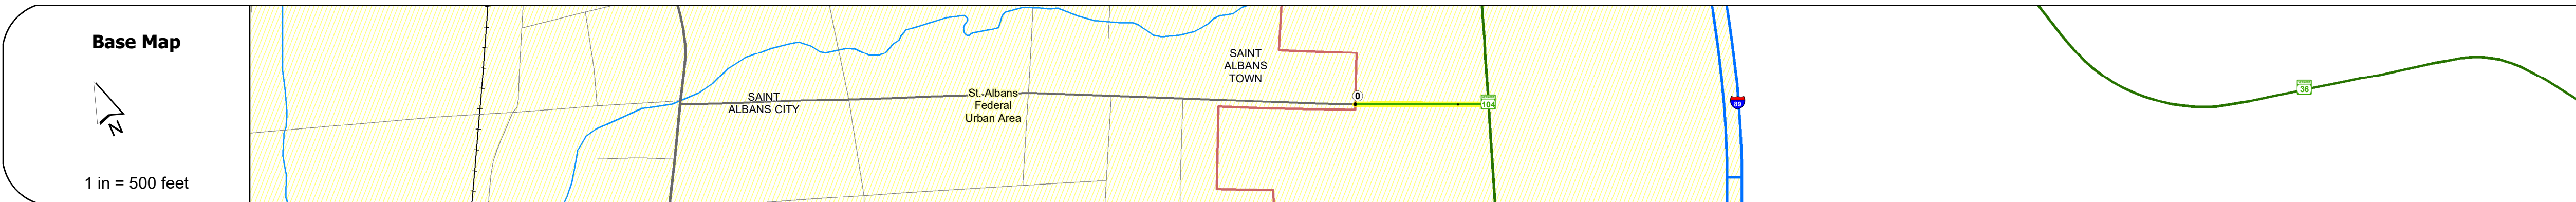 Base Map
N
1 in = 500 feet
SAINT
ALBANS CITY
St. Albans
Federal
Urban Area
SAINT
ALBANS
TOWN
0
104
89
36